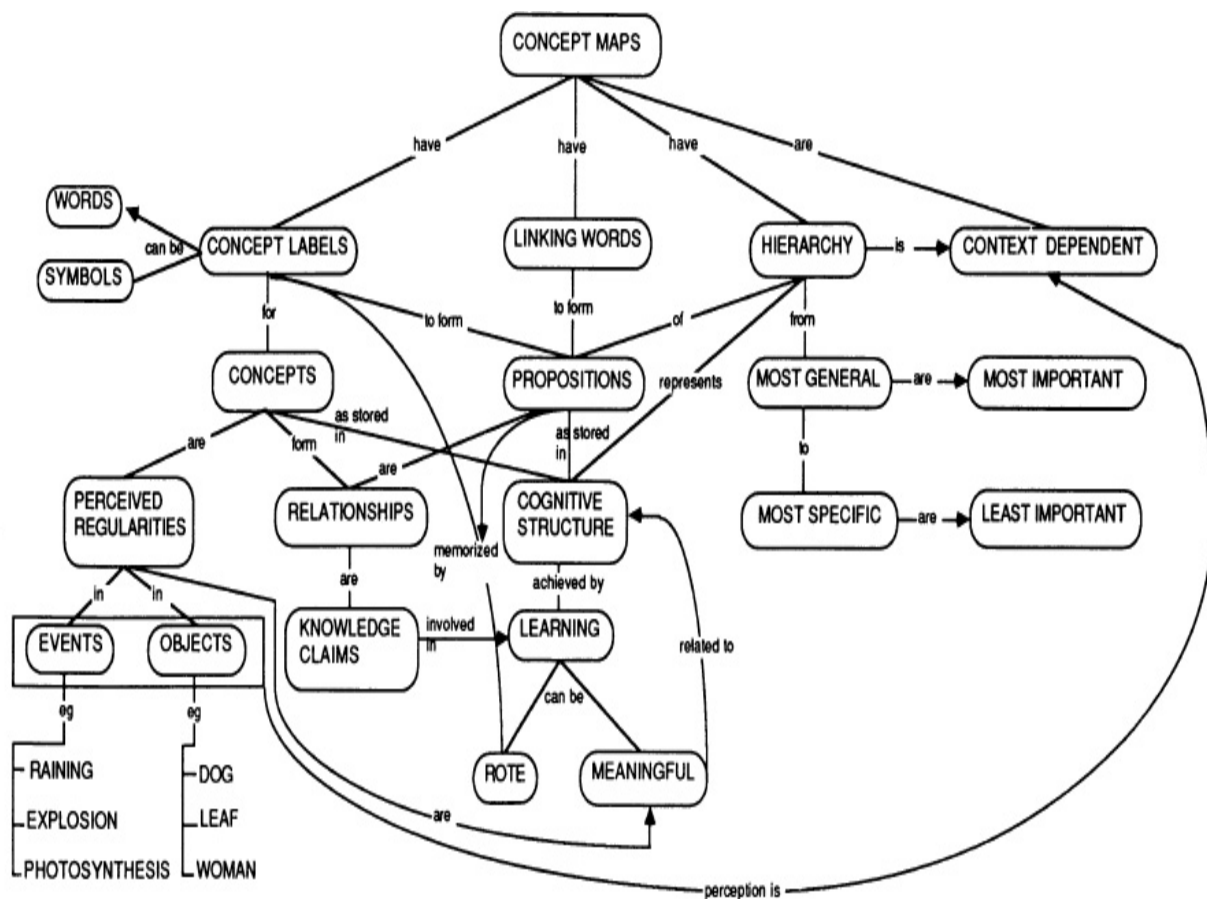 CONCEPT MAPS
have
have
have
are
WORDS
can be
SYMBOLS
CONCEPT LABELS
LINKING WORDS
HIERARCHY
is
CONTEXT DEPENDENT
for
to form
to form
of
from
CONCEPTS
PROPOSITIONS
represents
MOST GENERAL
are
MOST IMPORTANT
as stored
in
as stored
in
are
form
are
to
PERCEIVED
REGULARITIES
RELATIONSHIPS
COGNITIVE
STRUCTURE
MOST SPECIFIC
are
LEAST IMPORTANT
memorized
by
are
achieved by
in
in
EVENTS
OBJECTS
KNOWLEDGE
CLAIMS
involved
in
LEARNING
related to
can be
eg
eg
ROTE
MEANINGFUL
RAINING
EXPLOSION
PHOTOSYNTHESIS
DOG
LEAF
WOMAN
are
perception is